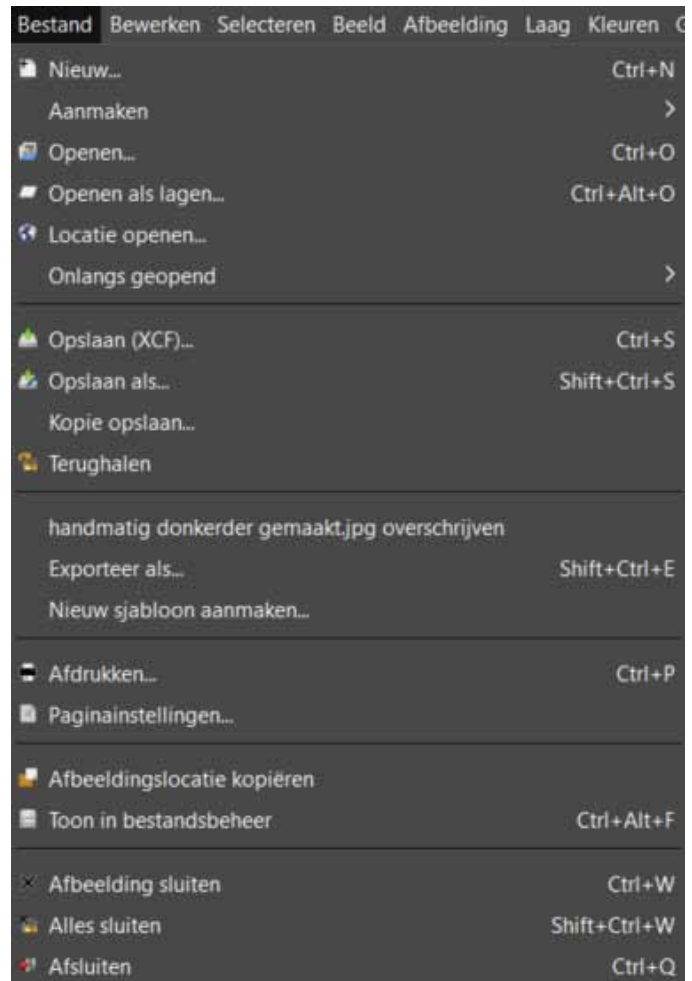 Bestand Bewerken Selecteren Beeld Afbeelding Laag Kleuren
Nieuw... Ctrl+N
Aanmaken
Openen... Ctrl+O
Openen als lagen... Ctrl+Alt+O
Locatie openen...
Onlangs geopend
Opslaan (XCF)... Ctrl+S
Opslaan als... Shift+Ctrl+S
Kopie opslaan...
Terughalen
handmatig donkerder gemaakt.jpg overschrijven
Exporteer als... Shift+Ctrl+E
Nieuw sjabloon aanmaken...
Afdrukken... Ctrl+P
Paginainstellingen...
Afbeeldingslocatie kopiëren
Toon in bestandsbeheer Ctrl+Alt+F
Afbeelding sluiten Ctrl+W
Alles sluiten Shift+Ctrl+W
Afsluiten Ctrl+Q